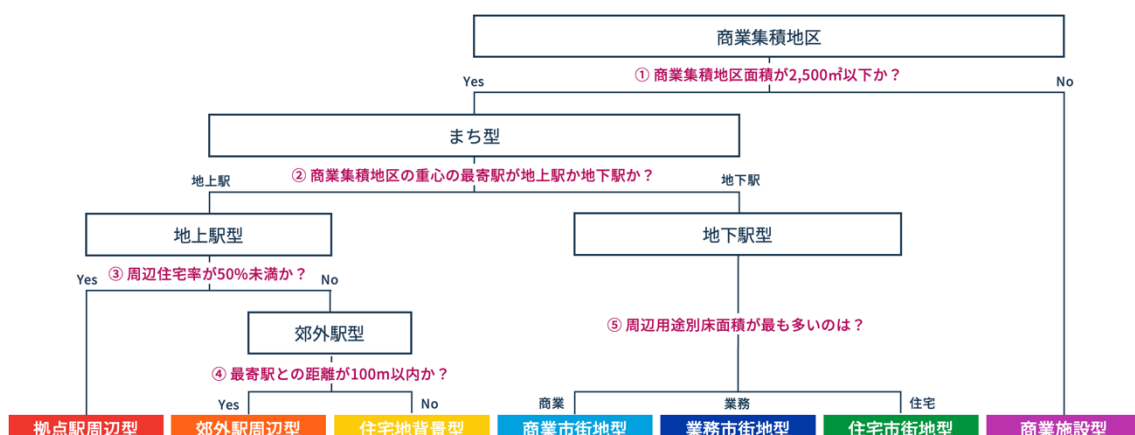 商業集積地区
① 商業集積地区面積が2,500㎡以下か？
Yes
No
まち型
② 商業集積地区の重心の最寄駅が地上駅か地下駅か？
地上駅
地下駅
地上駅型
地下駅型
③ 周辺住宅率が50%未満か？
Yes
No
郊外駅型
⑤ 周辺用途別床面積が最も多いのは？
④ 最寄駅との距離が100m以内か？
Yes
No
商業
業務
住宅
拠点駅周辺型
郊外駅周辺型
住宅地背景型
商業市街地型
業務市街地型
住宅市街地型
商業施設型